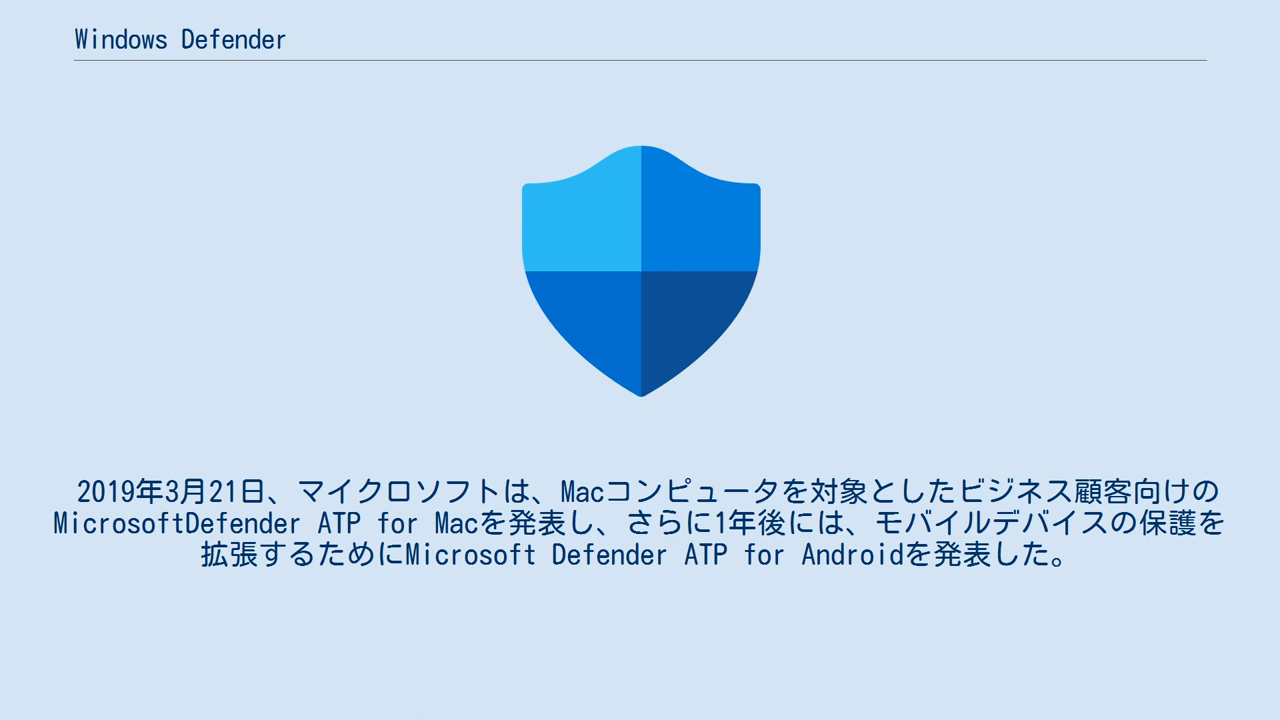 Windows Defender
2019年3月21日、マイクロソフトは、Macコンピュータを対象としたビジネス顧客向けの
MicrosoftDefender ATP for Macを発表し、さらに1年後には、モバイルデバイスの保護を
拡張するためにMicrosoft Defender ATP for Androidを発表した。